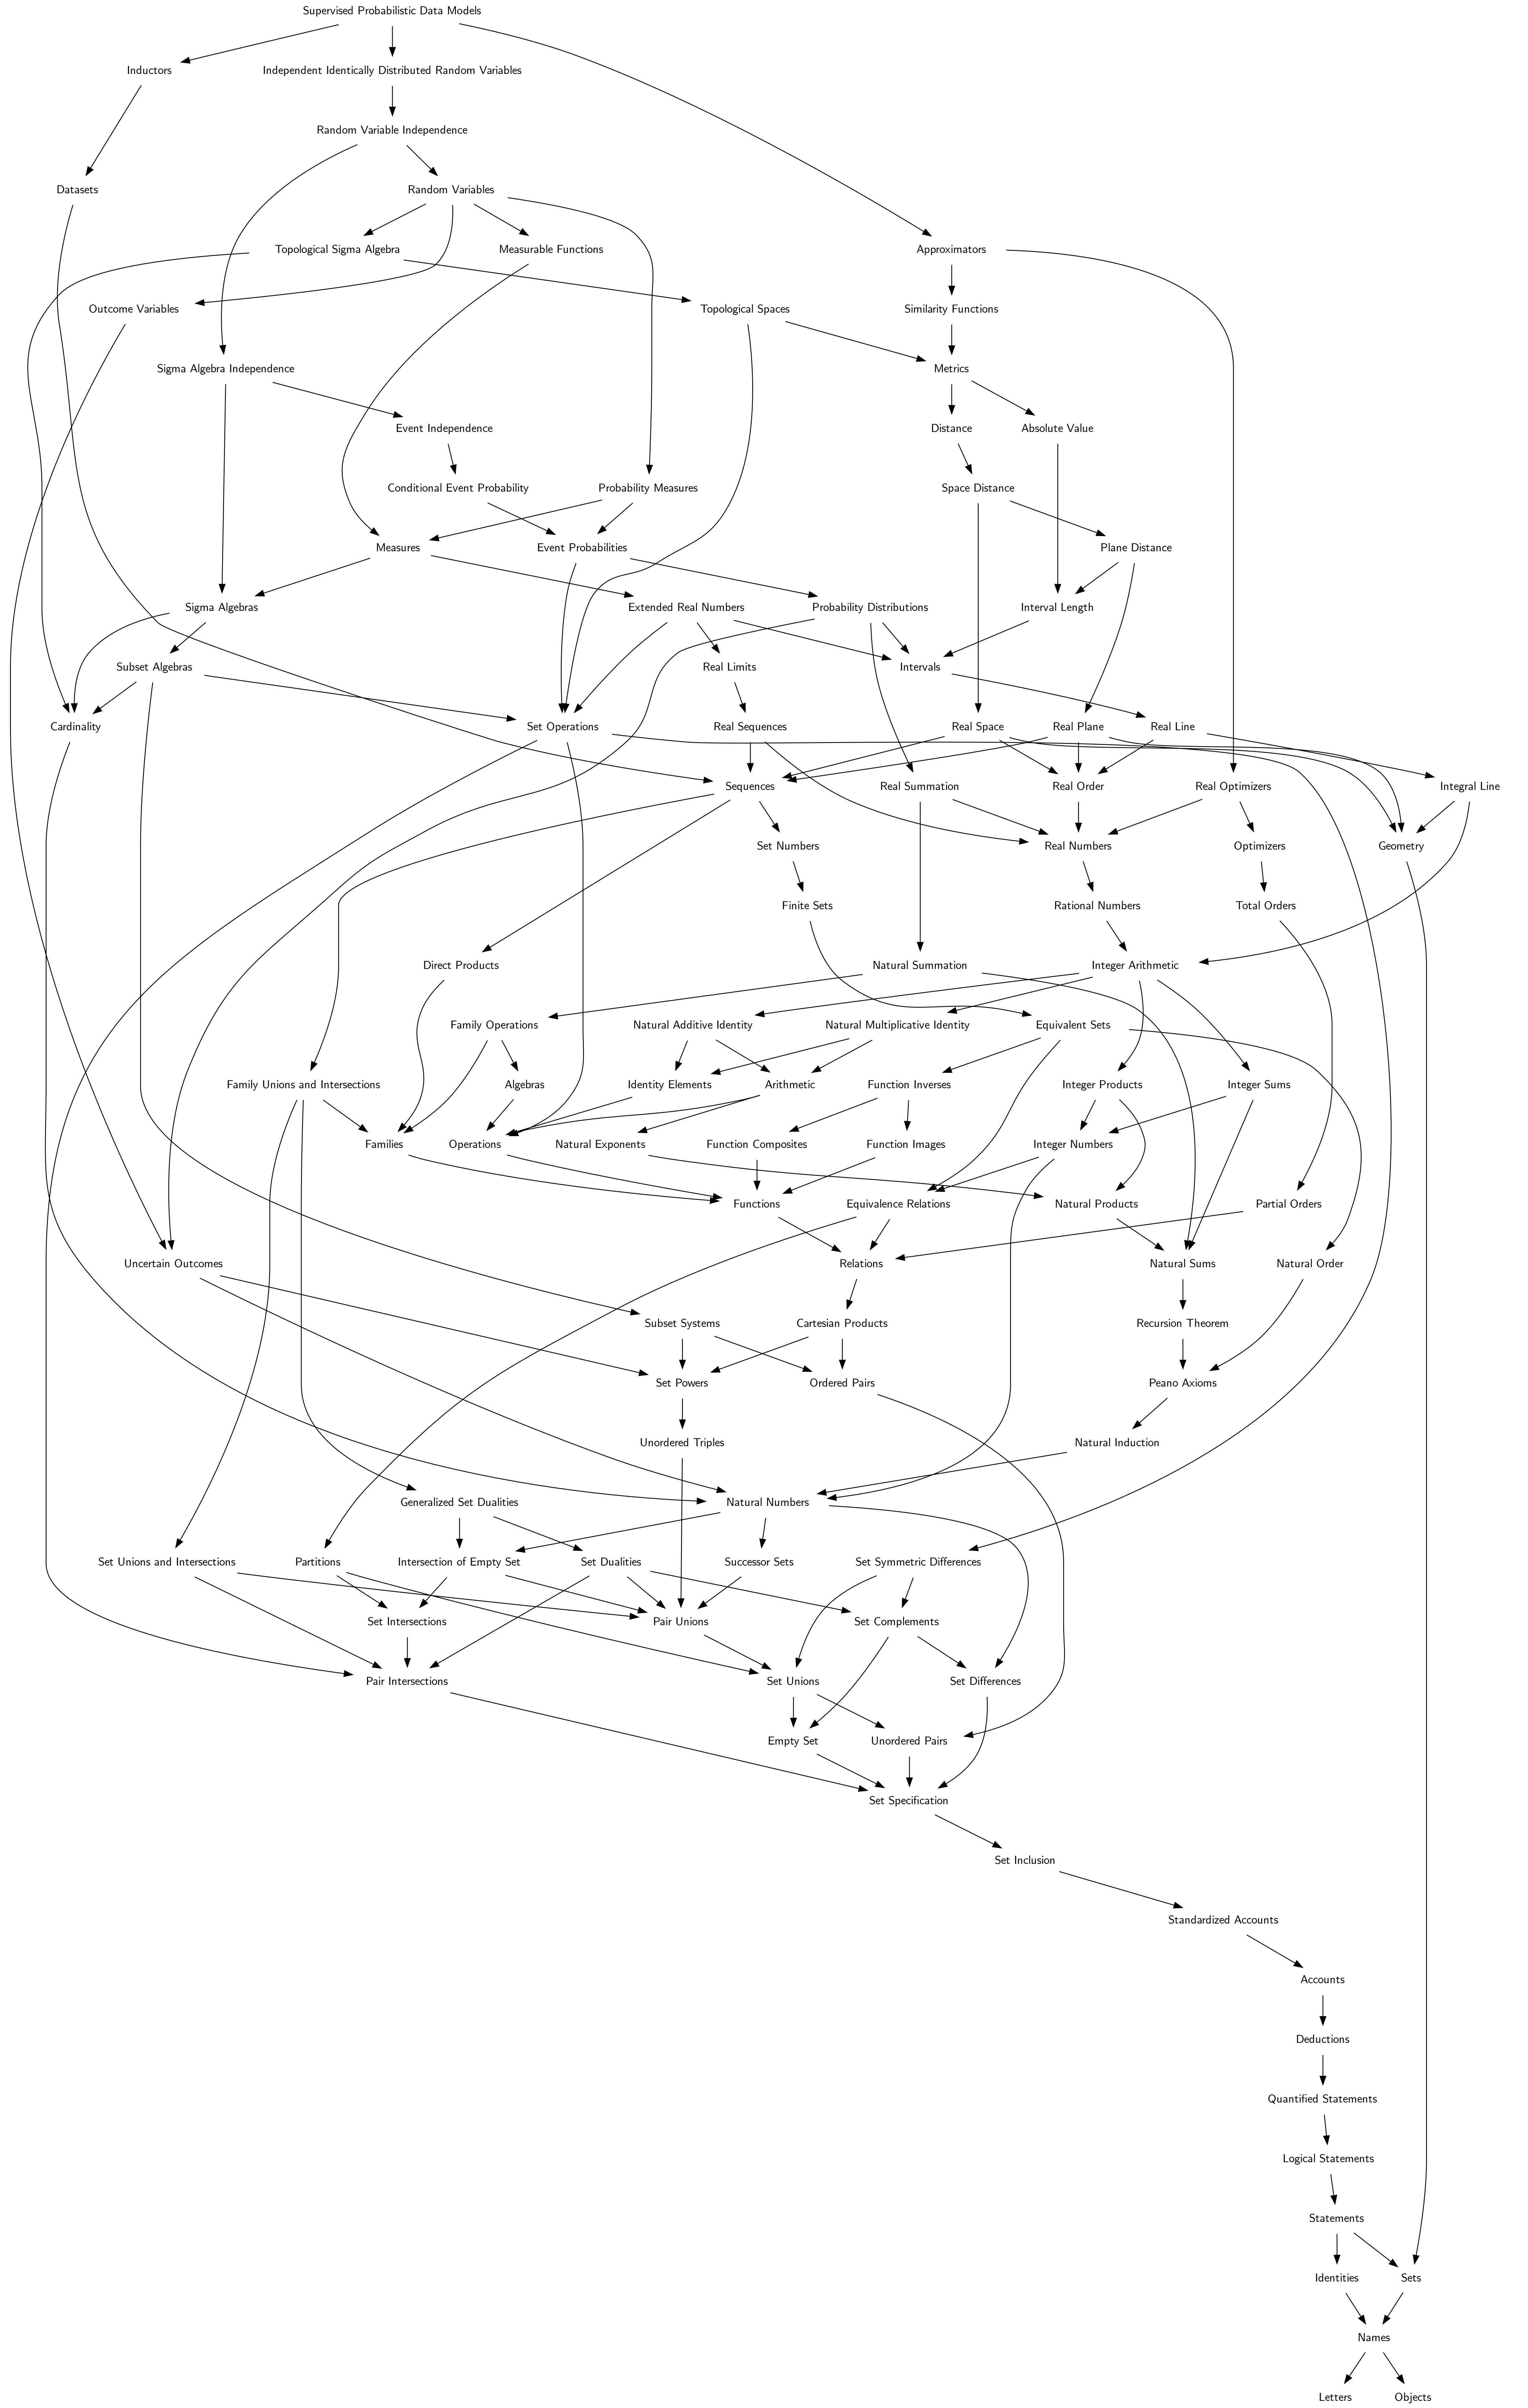 Supervised Probabilistic Data Models
Inductors
Independent Identically Distributed Random Variables
Random Variable Independence
Datasets
Random Variables
Topological Sigma Algebra
Measurable Functions
Approximators
Outcome Variables
Topological Spaces
Similarity Functions
Sigma Algebra Independence
Metrics
Event Independence
Distance
Absolute Value
Conditional Event Probability
Probability Measures
Space Distance
Measures
Event Probabilities
Plane Distance
Sigma Algebras
Extended Real Numbers
Probability Distributions
Interval Length
Subset Algebras
Real Limits
Intervals
Cardinality
Set Operations
Real Sequences
Real Space
Real Plane
Real Line
Sequences
Real Summation
Real Order
Real Optimizers
Integral Line
Set Numbers
Real Numbers
Optimizers
Geometry
Finite Sets
Rational Numbers
Total Orders
Direct Products
Natural Summation
Integer Arithmetic
Family Operations
Natural Additive Identity
Natural Multiplicative Identity
Equivalent Sets
Family Unions and Intersections
Algebras
Identity Elements
Arithmetic
Function Inverses
Integer Products
Integer Sums
Families
Operations
Natural Exponents
Function Composites
Function Images
Integer Numbers
Functions
Equivalence Relations
Natural Products
Partial Orders
Uncertain Outcomes
Relations
Natural Sums
Natural Order
Subset Systems
Cartesian Products
Recursion Theorem
Set Powers
Ordered Pairs
Peano Axioms
Unordered Triples
Natural Induction
Generalized Set Dualities
Natural Numbers
Set Unions and Intersections
Partitions
Intersection of Empty Set
Set Dualities
Successor Sets
Set Symmetric Differences
Set Intersections
Pair Unions
Set Complements
Pair Intersections
Set Unions
Set Differences
Empty Set
Unordered Pairs
Set Specification
Set Inclusion
Standardized Accounts
Accounts
Deductions
Quantified Statements
Logical Statements
Statements
Identities
Sets
Names
Letters
Objects